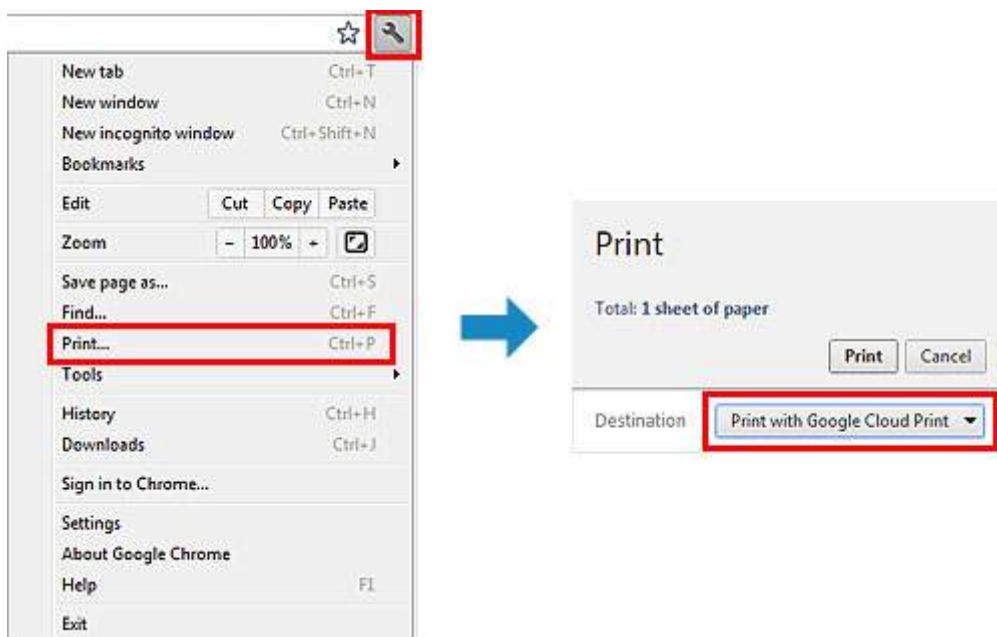 New tab Ctrl+T
New window Ctrl+N
New incognito window Ctrl+Shift+N
Bookmarks
Edit Cut Copy Paste
Zoom - 100% +
Save page as... Ctrl+S
Find... Ctrl+F
Print... Ctrl+P
Tools
History Ctrl+H
Downloads Ctrl+J
Sign in to Chrome...
Settings
About Google Chrome
Help F1
Exit
Print
Total: 1 sheet of paper
Print Cancel
Destination Print with Google Cloud Print